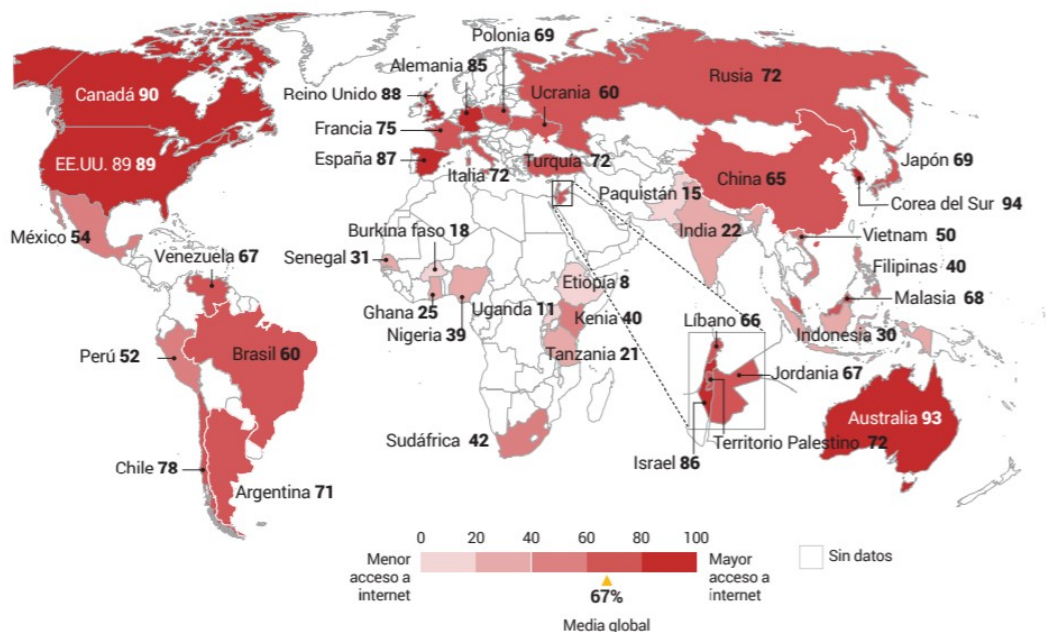 Polonia 69
Alemania 85
Canadá 90
Rusia 72
Reino Unido 88
Ucrania 60
Francia 75
EE.UU. 89 89
España 87
Italia 72
Turquía 72
Japón 69
China 65
Paquistán 15
Corea del Sur 94
México 54
Burkina faso 18
India 22
Vietnam 50
Venezuela 67
Senegal 31
Filipinas 40
Etiopía 8
Malasia 68
Ghana 25
Uganda 11
Kenia 40
Nigeria 39
Líbano 66
Indonesia 30
Perú 52
Brasil 60
Tanzania 21
Jordania 67
Australia 93
Sudáfrica 42
Territorio Palestino 72
Israel 86
Chile 78
Argentina 71
0 20 40 60 80 100
Menor
acceso a
internet
Mayor
acceso a
internet
Sin datos
67%
Media global